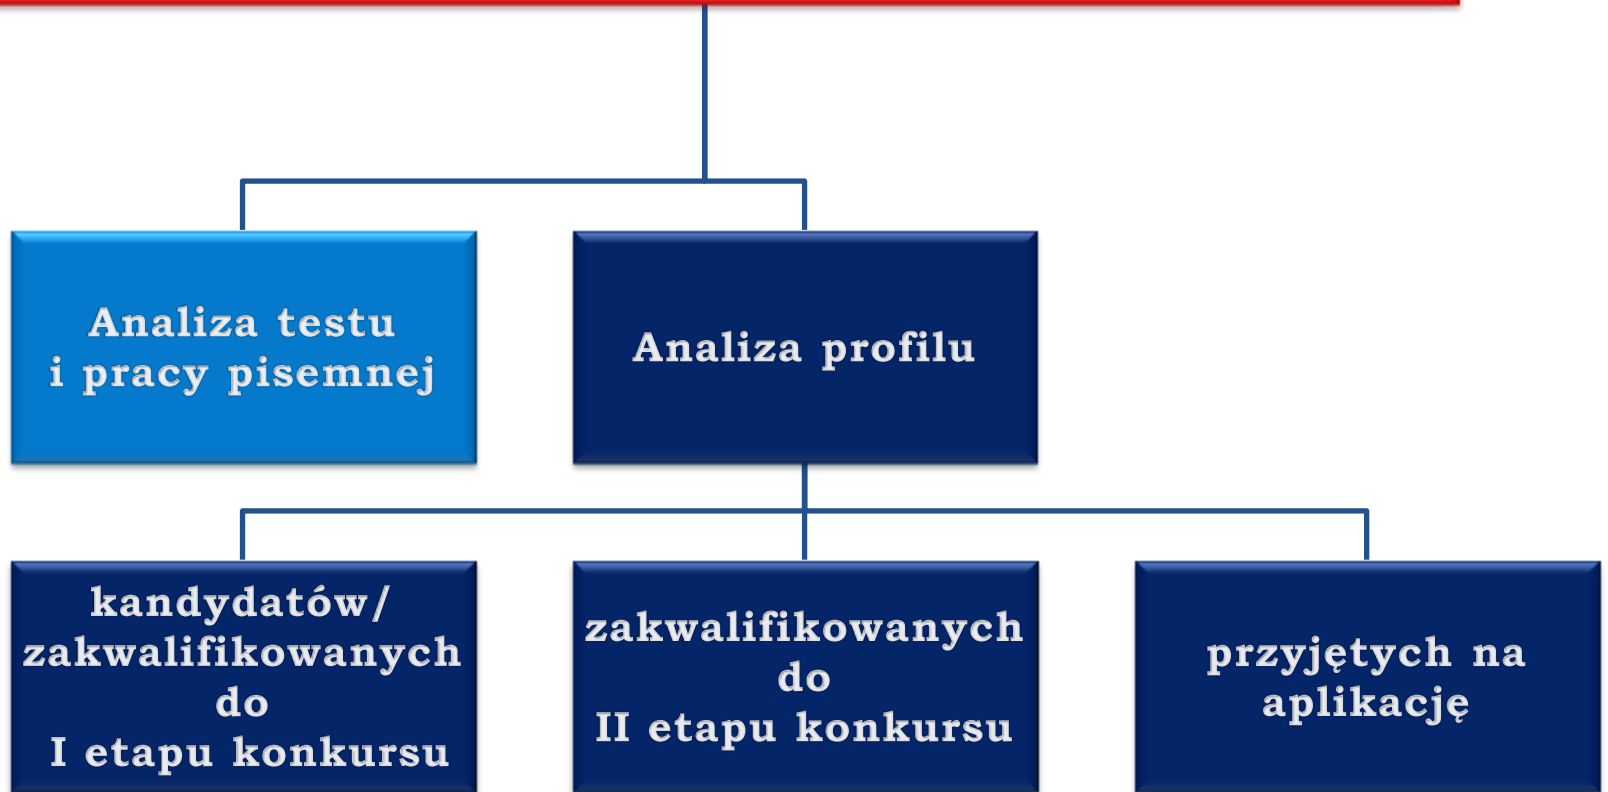 Analiza testu
i pracy pisemnej
Analiza profilu
kandydatów/
zakwalifikowanych
do
I etapu konkursu
zakwalifikowanych
do
II etapu konkursu
przyjętych na
aplikację